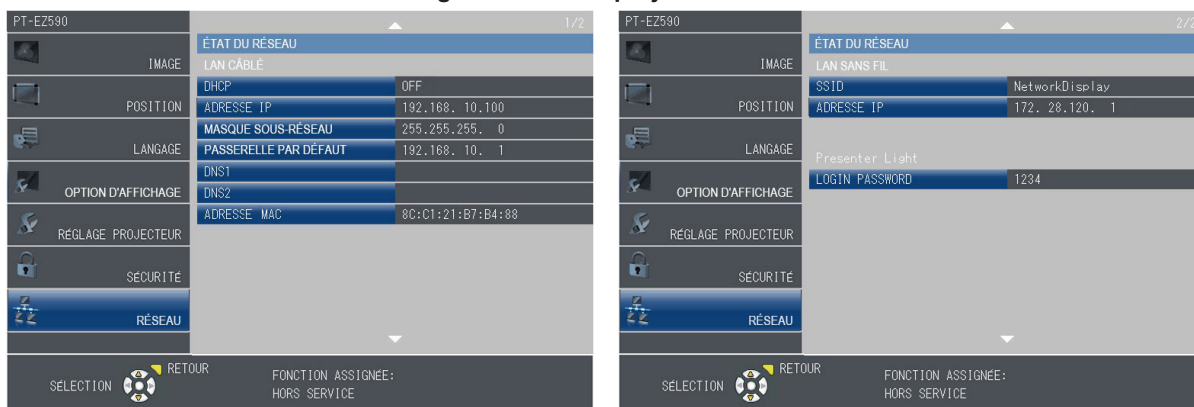 PT-EZ590 1/2
ÉTAT DU RÉSEAU
IMAGE LAN CÂBLÉ
DHCP OFF
POSITION ADRESSE IP 192.168. 10.100
MASQUE SOUS-RÉSEAU 255.255.255. 0
LANGAGE PASSERELLE PAR DÉFAUT 192.168. 10. 1
DNS1
OPTION D'AFFICHAGE DNS2
ADRESSE MAC 8C:C1:21:B7:B4:88
RÉGLAGE PROJECTEUR
SÉCURITÉ
RÉSEAU
SÉLECTION RETOUR
FONCTION ASSIGNÉE:
HORS SERVICE
PT-EZ590 2/2
ÉTAT DU RÉSEAU
IMAGE LAN SANS FIL
SSID NetworkDisplay
POSITION ADRESSE IP 172. 28.120. 1
LANGAGE
Presenter Light
LOGIN PASSWORD 1234
OPTION D'AFFICHAGE
RÉGLAGE PROJECTEUR
SÉCURITÉ
RÉSEAU
SÉLECTION RETOUR
FONCTION ASSIGNÉE:
HORS SERVICE